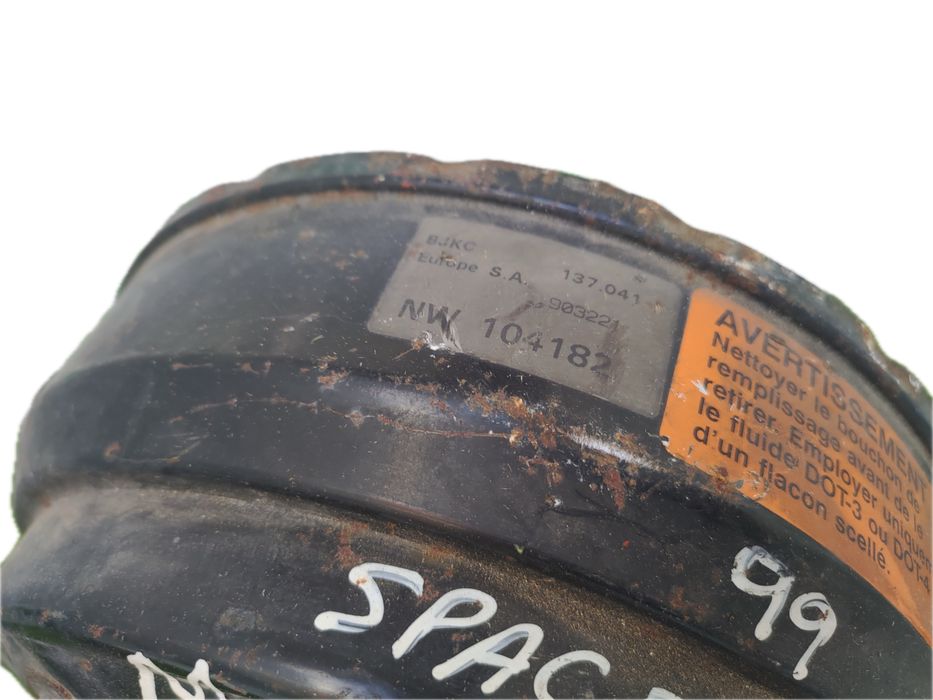 BJKC
Europe S.A. 137.041
903221
NW 104182
AVERTISSEMENT
Nettoyer le bouchon de
remplissage avant de le
retirer. Employer
le fluide DOT-3 ou DOT-4
d'un flacon scellé.
99
SPAC